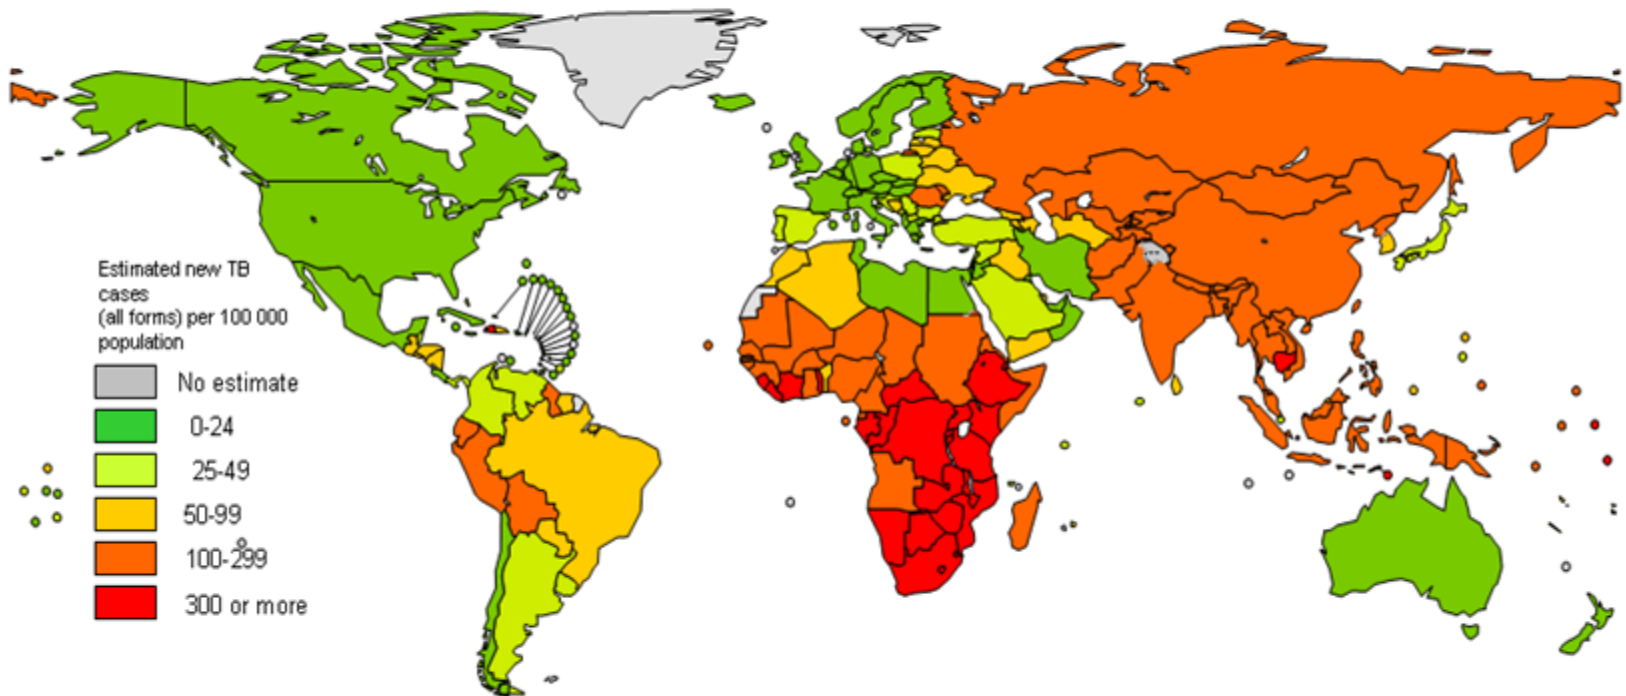 Estimated new TB
cases
(all forms) per 100 000
population
No estimate
0-24
25-49
50-99
100-299
300 or more